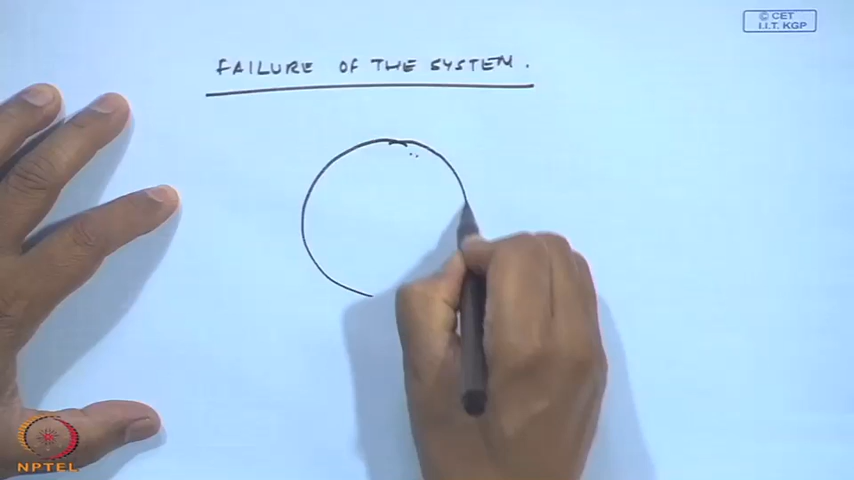 © CET
I.I.T. KGP
FAILURE OF THE SYSTEM.
NPTEL